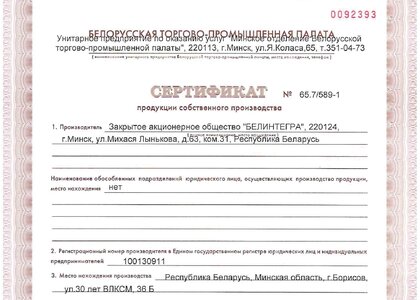 0092393
БЕЛОРУССКАЯ ТОРГОВО-ПРОМЫШЛЕННАЯ ПАЛАТА
Унитарное предприятие по оказанию услуг "Минское отделение Белорусской
торгово-промышленной палаты", 220113, г.Минск, ул.Я.Коласа,65, т.351-04-73
СЕРТИФИКАТ № 65.7/589-1
продукции собственного производства
1. Производитель Закрытое акционерное общество "БЕЛИНТЕГРА", 220124,
г.Минск, ул.Михася Лынькова, д.63, ком.31, Республика Беларусь
Наименование обособленных подразделений юридического лица, осуществляющих производство продукции,
место нахождения нет
2. Регистрационный номер производителя в Едином государственном регистре юридических лиц и индивидуальных
предпринимателей 100130911
3. Место нахождения производства Республика Беларусь, Минская область, г.Борисов,
ул.30 лет ВЛКСМ, 36 Б